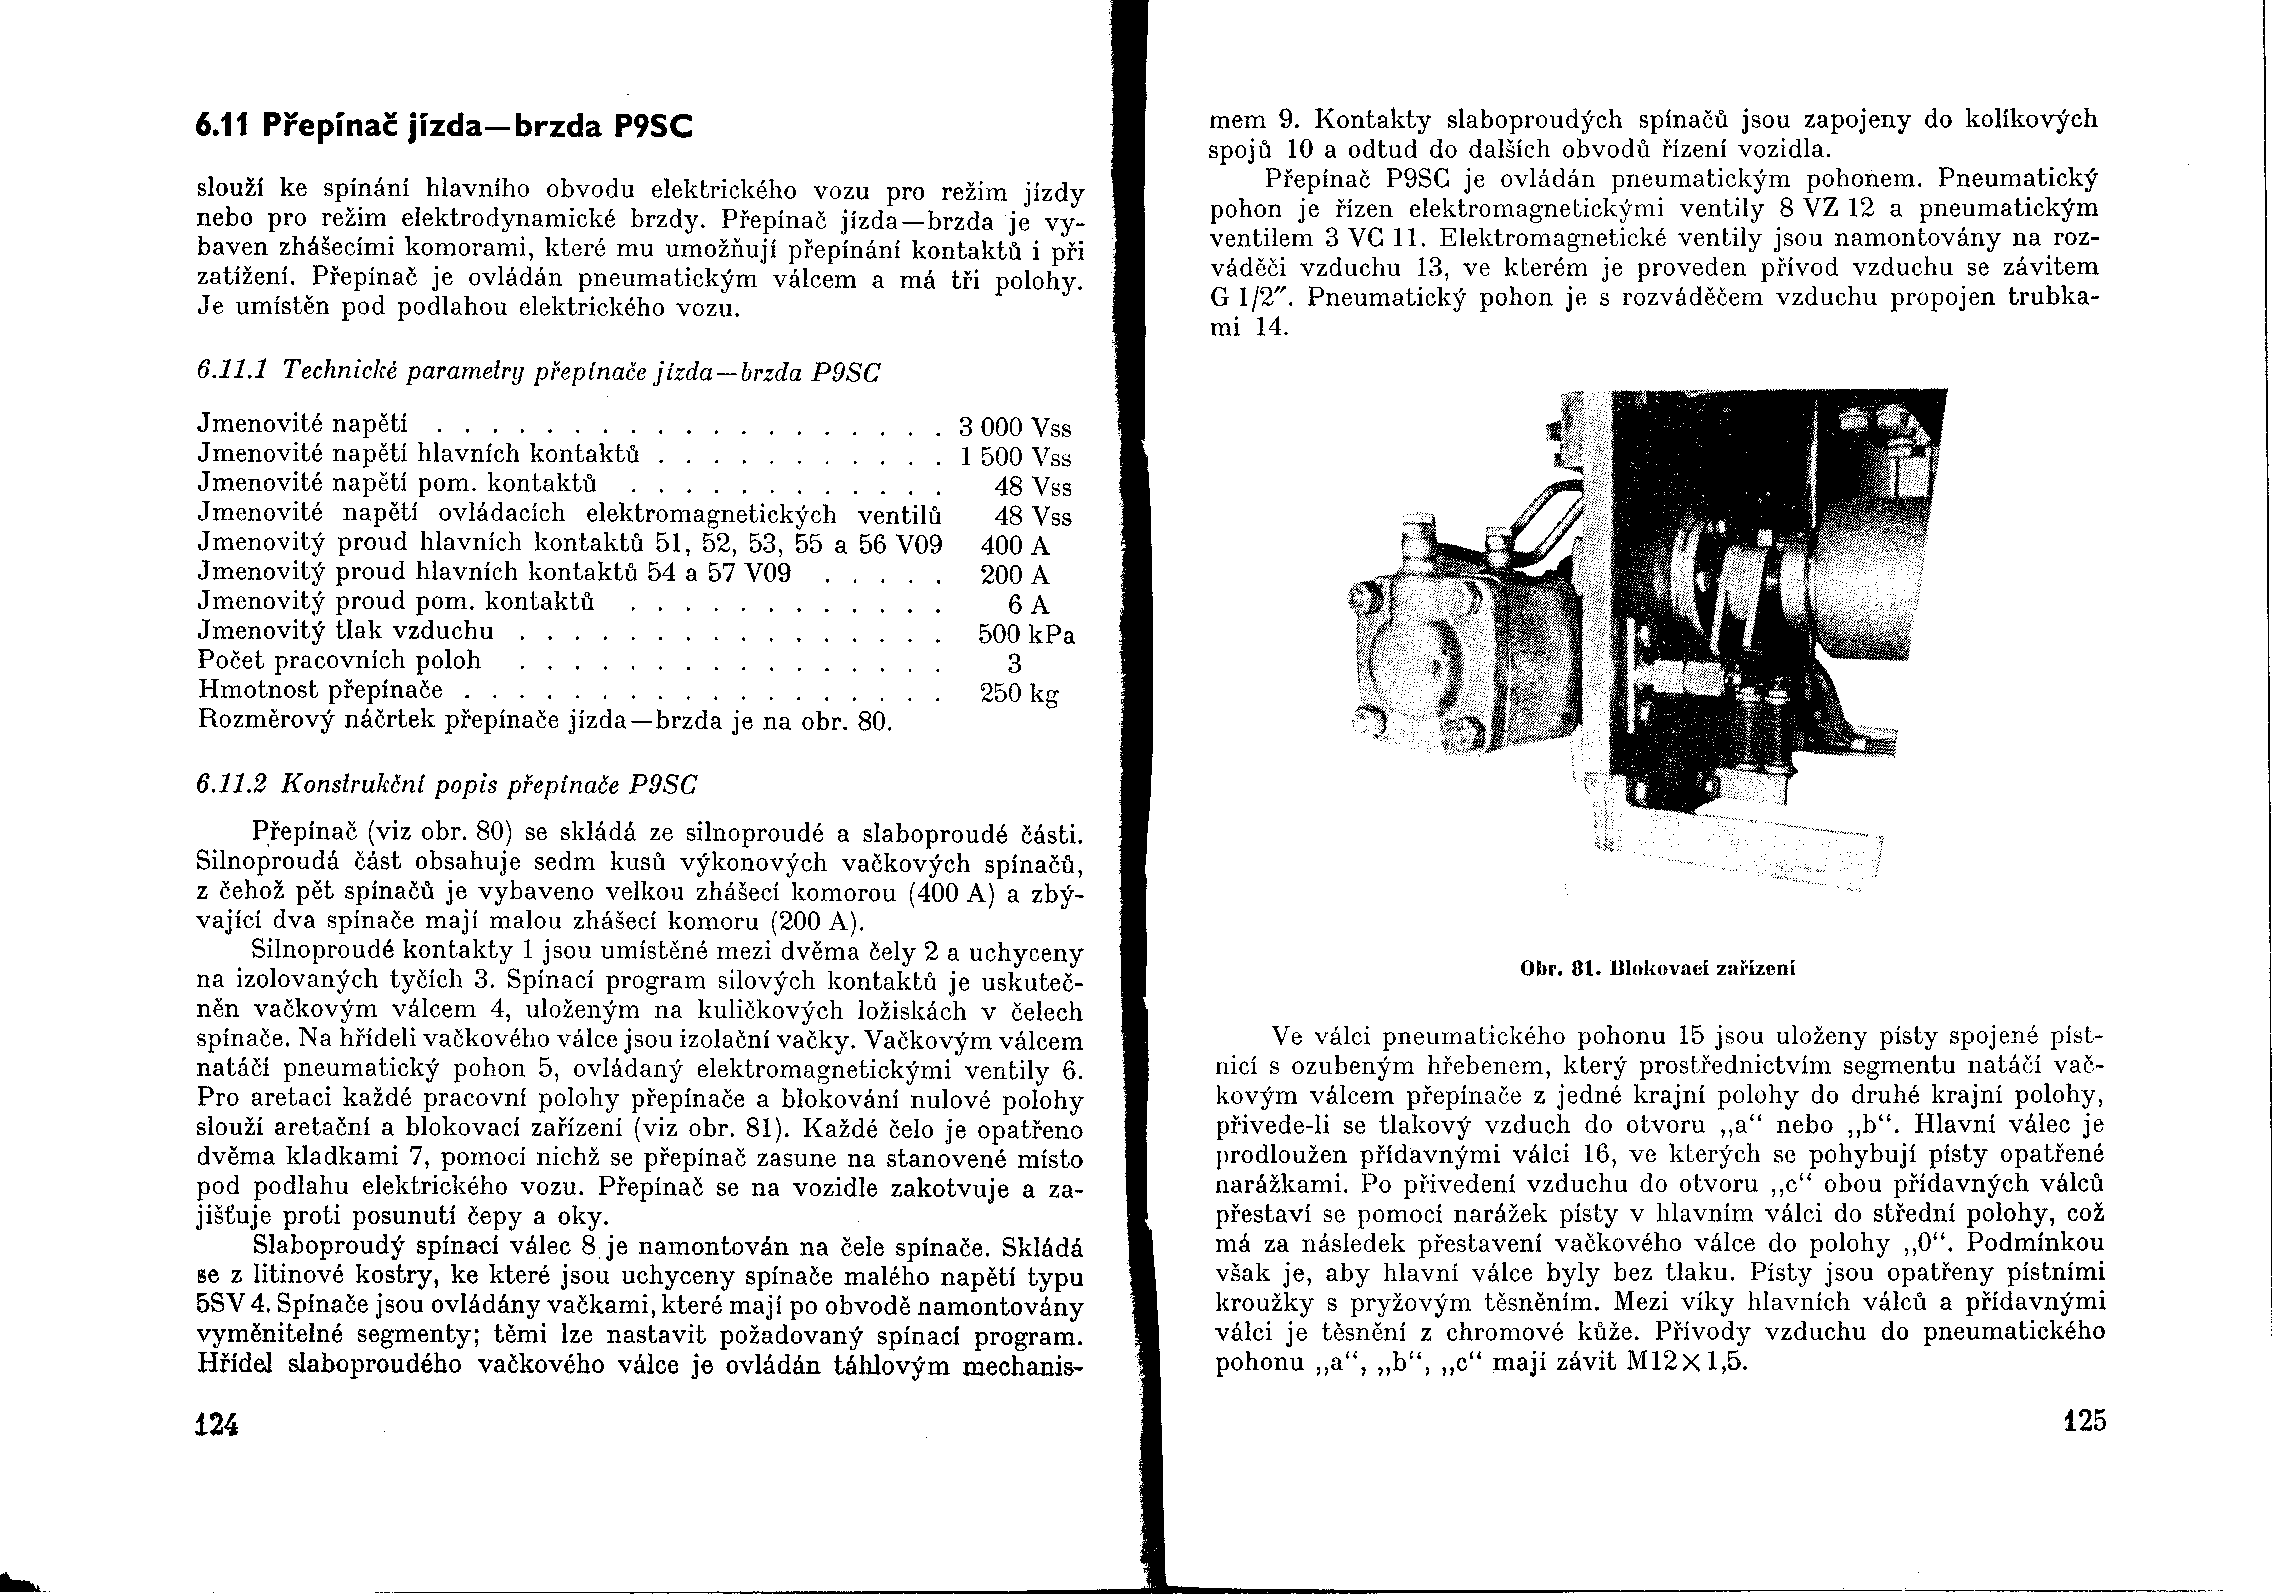 6.11 Přepínač jízda—brzda P9SC
slouží ke spínání hlavního obvodu elektrického vozu pro režim jízdy
nebo pro režim elektrodynamické brzdy. Přepínač jízda—brzda je vy-
baven zhášecími komorami, které mu umožňují přepínání kontaktů i při
zatížení. Přepínač je ovládán pneumatickým válcem a má tři polohy.
Je umístěn pod podlahou elektrického vozu.
6.11.1 Technické parametry přepínače jízda—brzda P9SC
Jmenovité napětí . . . . . . . . . . . . . . . . . . . 3 000 Vss
Jmenovité napětí hlavních kontaktů . . . . . . . . . . . 1 500 Vss
Jmenovité napětí pom. kontaktů . . . . . . . . . . . . 48 Vss
Jmenovité napětí ovládacích elektromagnetických ventilů 48 Vss
Jmenovitý proud hlavních kontaktů 51, 52, 53, 55 a 56 V09 400 A
Jmenovitý proud hlavních kontaktů 54 a 57 V09 . . . . . 200 A
Jmenovitý proud pom. kontaktů . . . . . . . . . . . . 6 A
Jmenovitý tlak vzduchu . . . . . . . . . . . . . . . . 500 kPa
Počet pracovních poloh . . . . . . . . . . . . . . . . 3
Hmotnost přepínače . . . . . . . . . . . . . . . . . . 250 kg
Rozměrový náčrtek přepínače jízda—brzda je na obr. 80.
6.11.2 Konstrukční popis přepínače P9SC
Přepínač (viz obr. 80) se skládá ze silnoproudé a slaboproudé části.
Silnoproudá část obsahuje sedm kusů výkonových vačkových spínačů,
z čehož pět spínačů je vybaveno velkou zhášecí komorou (400 A) a zbý-
vající dva spínače mají malou zhášecí komoru (200 A).
Silnoproudé kontakty 1 jsou umístěné mezi dvěma čely 2 a uchyceny
na izolovaných tyčích 3. Spínací program silových kontaktů je uskuteč-
něn vačkovým válcem 4, uloženým na kuličkových ložiskách v čelech
spínače. Na hřídeli vačkového válce jsou izolační vačky. Vačkovým válcem
natáčí pneumatický pohon 5, ovládaný elektromagnetickými ventily 6.
Pro aretaci každé pracovní polohy přepínače a blokování nulové polohy
slouží aretační a blokovací zařízení (viz obr. 81). Každé čelo je opatřeno
dvěma kladkami 7, pomocí nichž se přepínač zasune na stanovené místo
pod podlahu elektrického vozu. Přepínač se na vozidle zakotvuje a za-
jišťuje proti posunutí čepy a oky.
Slaboproudý spínací válec 8 je namontován na čele spínače. Skládá
se z litinové kostry, ke které jsou uchyceny spínače malého napětí typu
5SV 4. Spínače jsou ovládány vačkami, které mají po obvodě namontovány
vyměnitelné segmenty; těmi lze nastavit požadovaný spínací program.
Hřídel slaboproudého vačkového válce je ovládán táhlovým mechanis-
124
mem 9. Kontakty slaboproudých spínačů jsou zapojeny do kolíkových
spojů 10 a odtud do dalších obvodů řízení vozidla.
Přepínač P9SC je ovládán pneumatickým pohonem. Pneumatický
pohon je řízen elektromagnetickými ventily 8 VZ 12 a pneumatickým
ventilem 3 VC 11. Elektromagnetické ventily jsou namontovány na roz-
váděči vzduchu 13, ve kterém je proveden přívod vzduchu se závitem
G 1/2″. Pneumatický pohon je s rozváděčem vzduchu propojen trubka-
mi 14.
Obr. 81. Blokovací zařízení
Ve válci pneumatického pohonu 15 jsou uloženy písty spojené píst-
nicí s ozubeným hřebenem, který prostřednictvím segmentu natáčí vač-
kovým válcem přepínače z jedné krajní polohy do druhé krajní polohy,
přivede-li se tlakový vzduch do otvoru „a“ nebo „b“. Hlavní válec je
prodloužen přídavnými válci 16, ve kterých se pohybují písty opatřené
narážkami. Po přivedení vzduchu do otvoru „c“ obou přídavných válců
přestaví se pomocí narážek písty v hlavním válci do střední polohy, což
má za následek přestavení vačkového válce do polohy „0“. Podmínkou
však je, aby hlavní válce byly bez tlaku. Písty jsou opatřeny pístními
kroužky s pryžovým těsněním. Mezi víky hlavních válců a přídavnými
válci je těsnění z chromové kůže. Přívody vzduchu do pneumatického
pohonu „a“, „b“, „c“ mají závit M12×1,5.
125